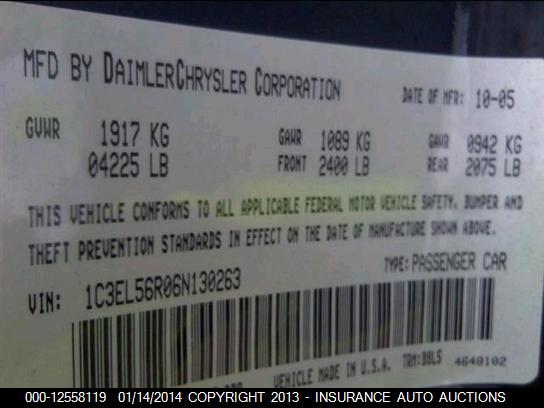 MFD BY DAIMLERCHRYSLER CORPORATION DATE OF MFR: 10-05
GVWR 1917 KG GAWR 1089 KG GAWR 0942 KG
04225 LB FRONT 2400 LB REAR 2075 LB
THIS VEHICLE CONFORMS TO ALL APPLICABLE FEDERAL MOTOR VEHICLE SAFETY, BUMPER AND
THEFT PREVENTION STANDARDS IN EFFECT ON THE DATE OF MANUFACTURE SHOWN ABOVE.
VIN: 1C3EL56R06N130263 TYPE: PASSENGER CAR
VEHICLE MADE IN U.S.A. 4648102
000-12558119 01/14/2014 COPYRIGHT 2013 - INSURANCE AUTO AUCTIONS